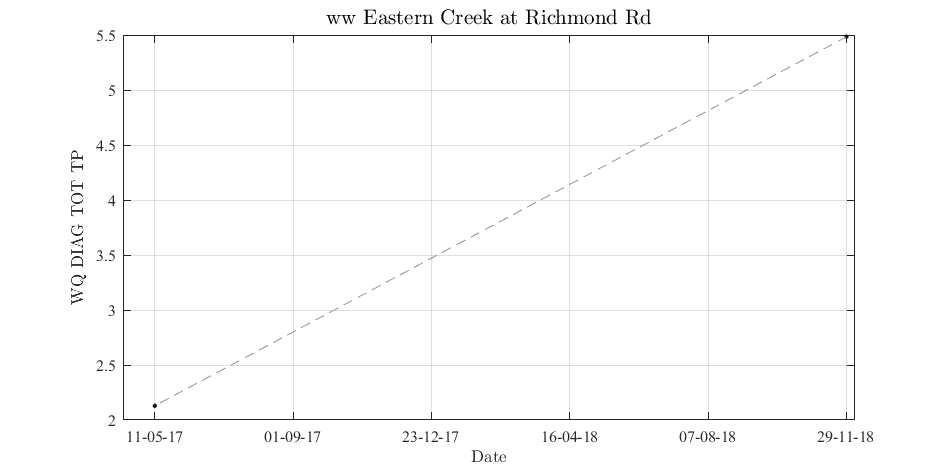 ww Eastern Creek at Richmond Rd
5.5
5
4.5
4
3.5
3
2.5
2
WQ DIAG TOT TP
11-05-17 01-09-17 23-12-17 16-04-18 07-08-18 29-11-18
Date